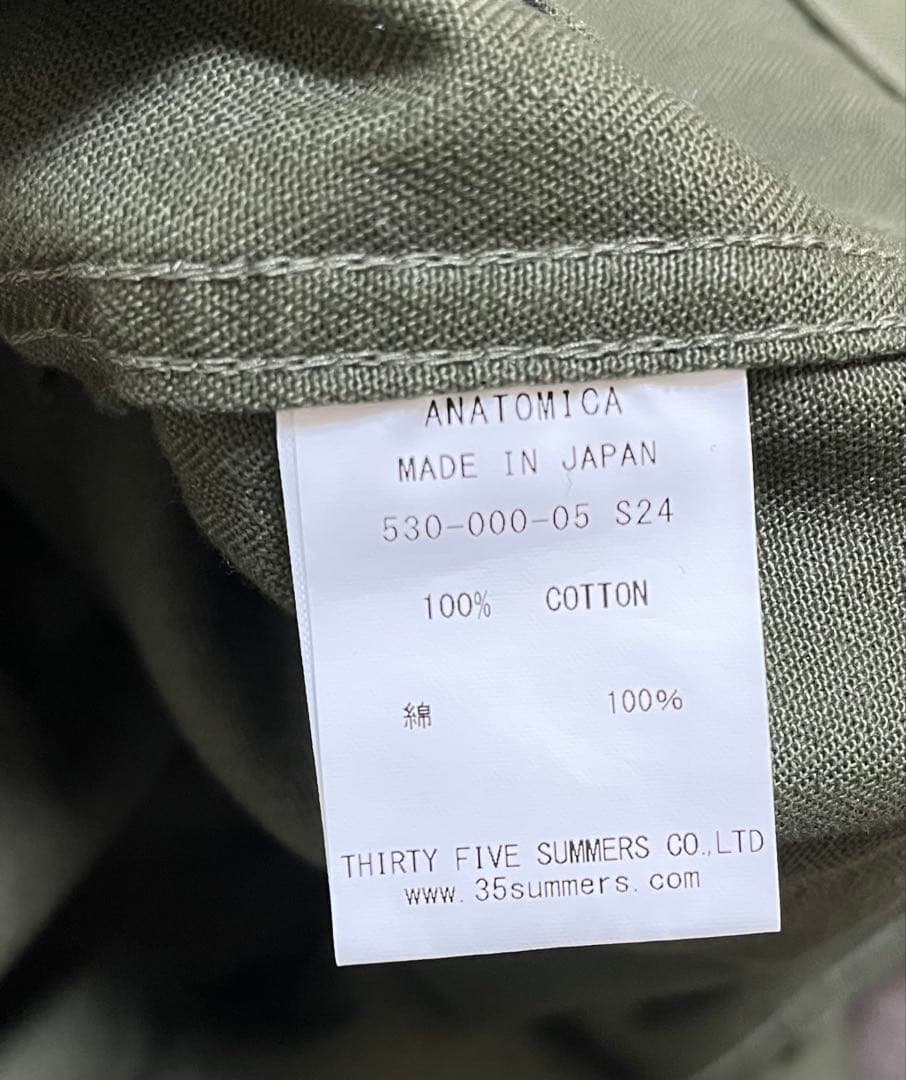 ANATOMICA
MADE IN JAPAN
530-000-05 S24
100% COTTON
綿 100%
THIRTY FIVE SUMMERS CO.,LTD
www.35summers.com